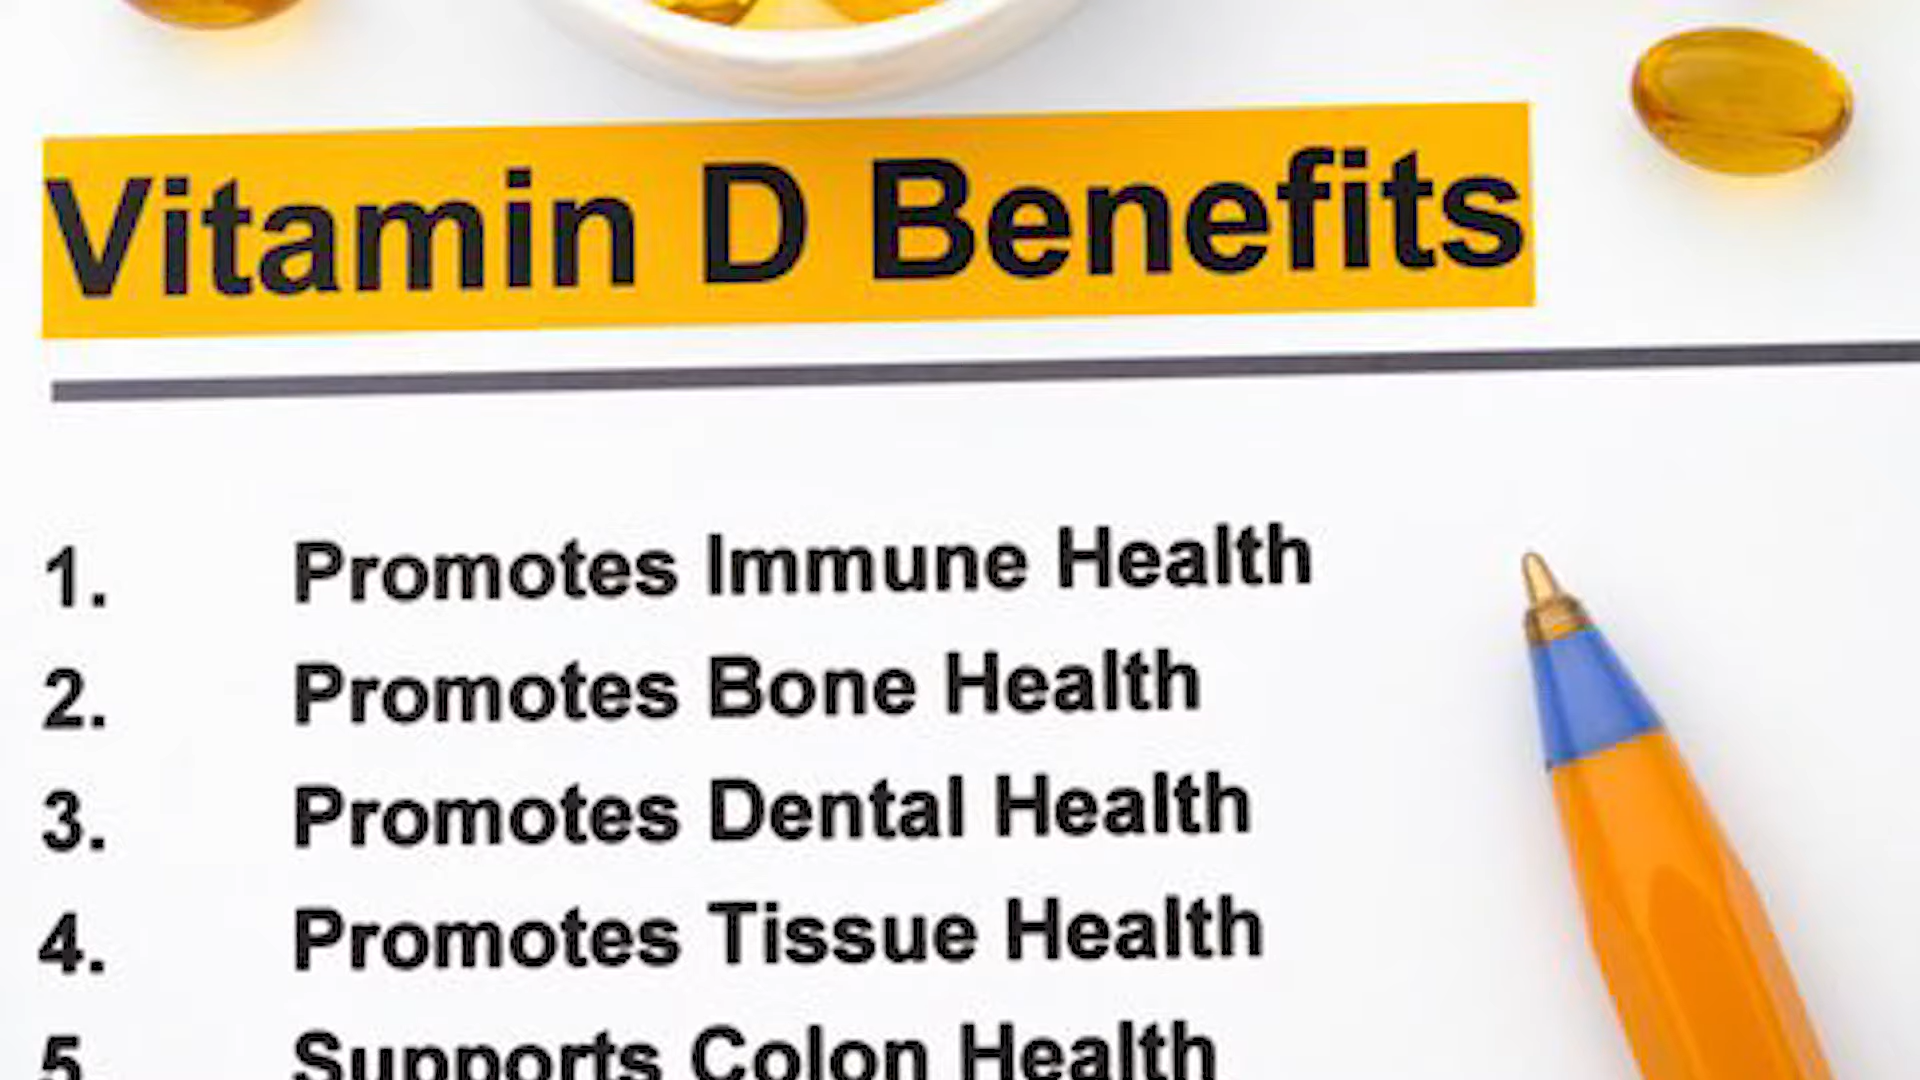 Vitamin D Benefits
1. Promotes Immune Health
2. Promotes Bone Health
3. Promotes Dental Health
4. Promotes Tissue Health
5. Supports Colon Health